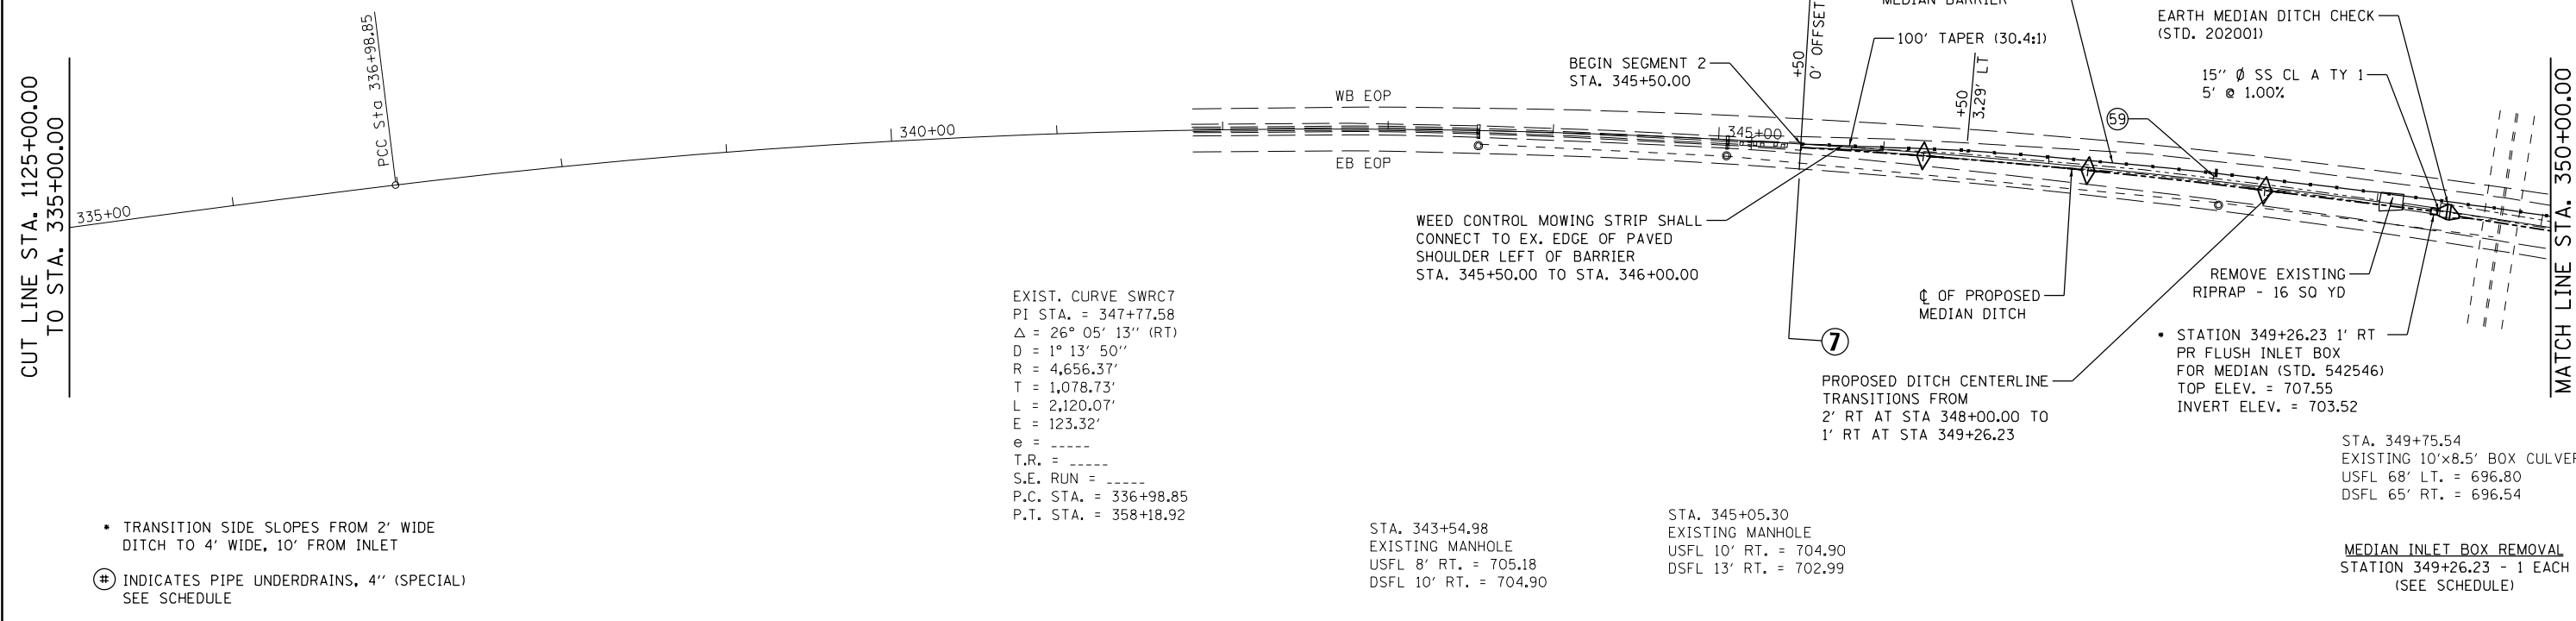 CUT LINE STA. 1125+00.00
TO STA. 335+00.00
335+00
PCC Sta 336+98.85
340+00
WB EOP
EB EOP
345+00
BEGIN SEGMENT 2
STA. 345+50.00
+50
0' OFFSET
MEDIAN BARRIER
100' TAPER (30.4:1)
+50
3.29' LT
EARTH MEDIAN DITCH CHECK
(STD. 202001)
15'' Ø SS CL A TY 1
5' @ 1.00%
59
MATCH LINE STA. 350+00.00
WEED CONTROL MOWING STRIP SHALL
CONNECT TO EX. EDGE OF PAVED
SHOULDER LEFT OF BARRIER
STA. 345+50.00 TO STA. 346+00.00
7
℄ OF PROPOSED
MEDIAN DITCH
REMOVE EXISTING
RIPRAP - 16 SQ YD
PROPOSED DITCH CENTERLINE
TRANSITIONS FROM
2' RT AT STA 348+00.00 TO
1' RT AT STA 349+26.23
* STATION 349+26.23 1' RT
PR FLUSH INLET BOX
FOR MEDIAN (STD. 542546)
TOP ELEV. = 707.55
INVERT ELEV. = 703.52
EXIST. CURVE SWRC7
PI STA. = 347+77.58
Δ = 26° 05' 13'' (RT)
D = 1° 13' 50''
R = 4,656.37'
T = 1,078.73'
L = 2,120.07'
E = 123.32'
e = _____
T.R. = _____
S.E. RUN = _____
P.C. STA. = 336+98.85
P.T. STA. = 358+18.92
STA. 343+54.98
EXISTING MANHOLE
USFL 8' RT. = 705.18
DSFL 10' RT. = 704.90
STA. 345+05.30
EXISTING MANHOLE
USFL 10' RT. = 704.90
DSFL 13' RT. = 702.99
STA. 349+75.54
EXISTING 10'x8.5' BOX CULVER
USFL 68' LT. = 696.80
DSFL 65' RT. = 696.54
MEDIAN INLET BOX REMOVAL
STATION 349+26.23 - 1 EACH
(SEE SCHEDULE)
* TRANSITION SIDE SLOPES FROM 2' WIDE
DITCH TO 4' WIDE, 10' FROM INLET
# INDICATES PIPE UNDERDRAINS, 4'' (SPECIAL)
SEE SCHEDULE